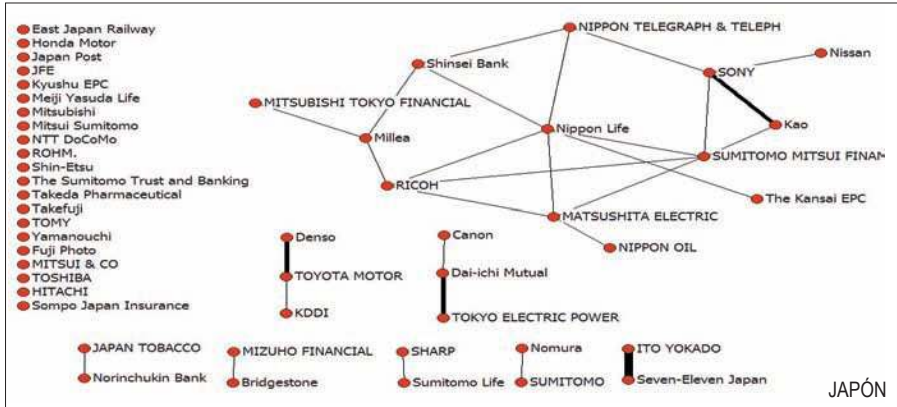 East Japan Railway
Honda Motor
Japan Post
JFE
Kyushu EPC
Meiji Yasuda Life
Mitsubishi
Mitsui Sumitomo
NTT DoCoMo
ROHM.
Shin-Etsu
The Sumitomo Trust and Banking
Takeda Pharmaceutical
Takefuji
TOMY
Yamanouchi
Fuji Photo
MITSUI & CO
TOSHIBA
HITACHI
Sompo Japan Insurance
NIPPON TELEGRAPH & TELEPH
Nissan
Shinsei Bank
SONY
MITSUBISHI TOKYO FINANCIAL
Kao
Nippon Life
Millea
SUMITOMO MITSUI FINAM
RICOH
The Kansai EPC
MATSUSHITA ELECTRIC
NIPPON OIL
Denso
TOYOTA MOTOR
KDDI
Canon
Dai-ichi Mutual
TOKYO ELECTRIC POWER
JAPAN TOBACCO
Norinchukin Bank
MIZUHO FINANCIAL
Bridgestone
SHARP
Sumitomo Life
Nomura
SUMITOMO
ITO YOKADO
Seven-Eleven Japan
JAPÓN